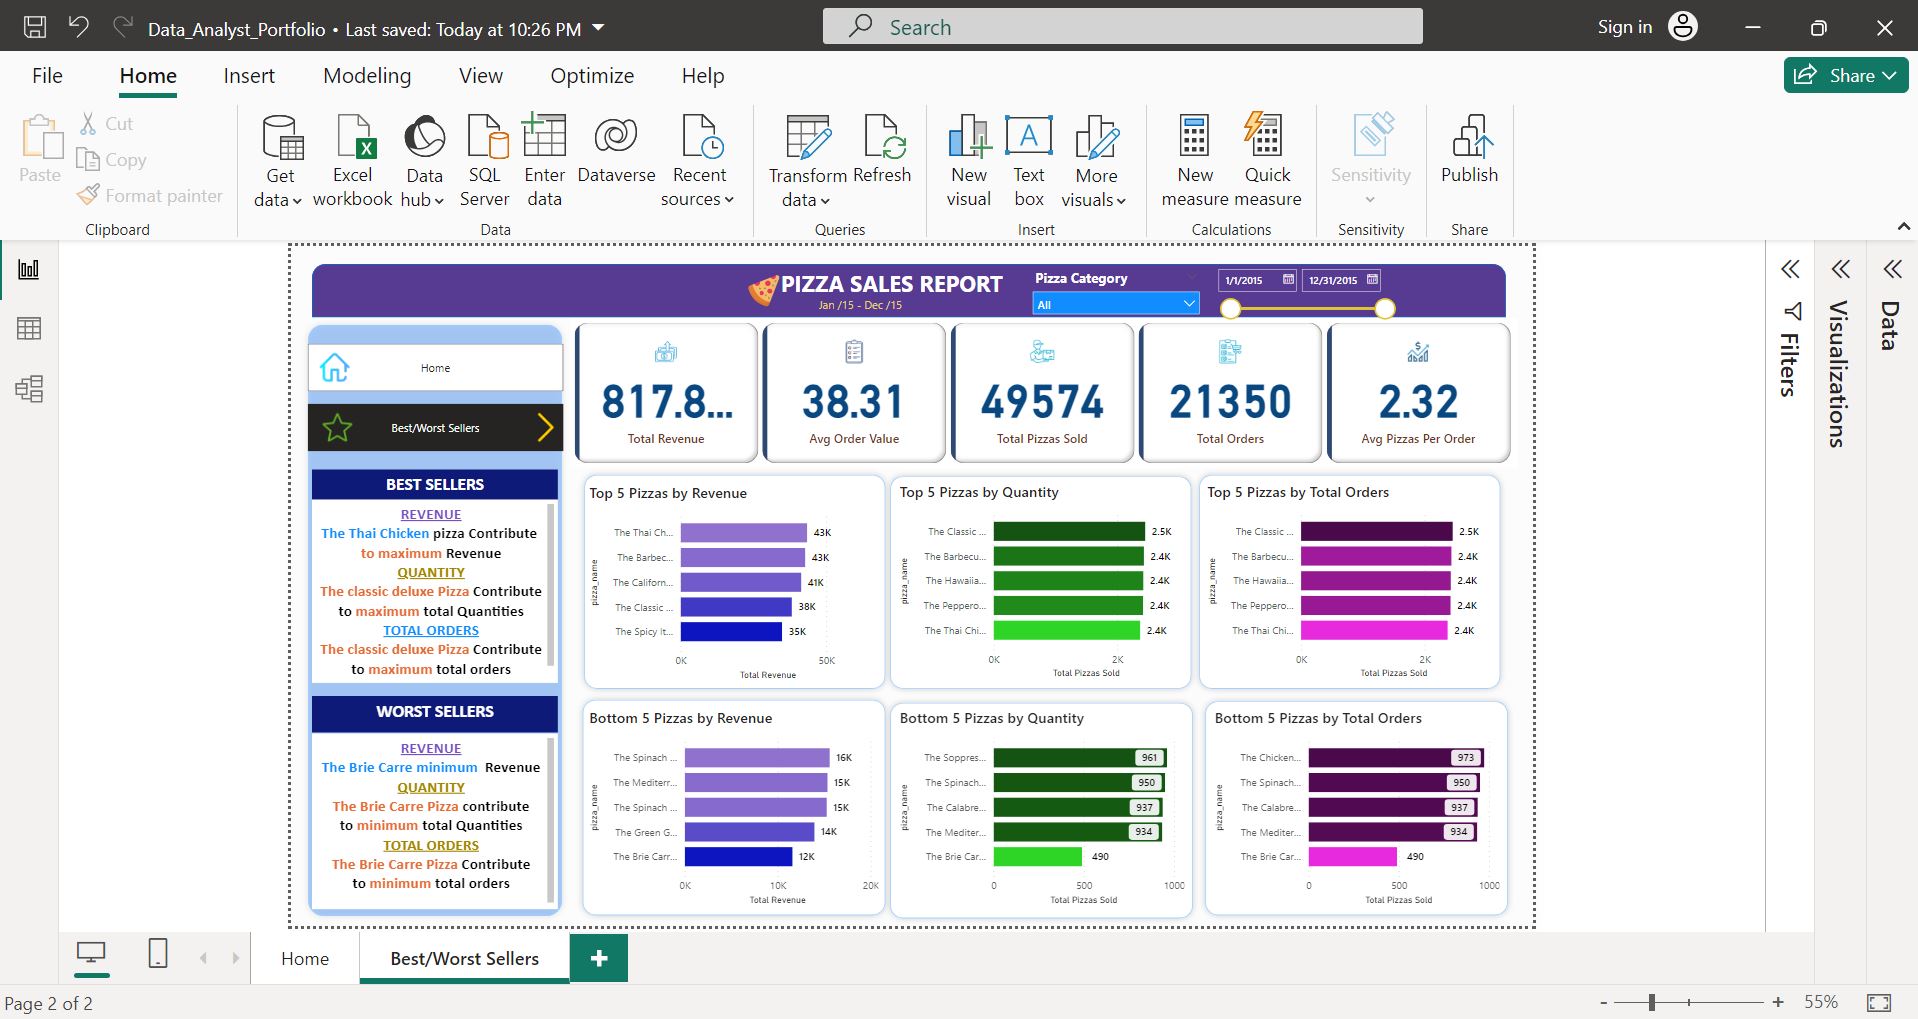 Data_Analyst_Portfolio • Last saved: Today at 10:26 PM
Search
Sign in
File Home Insert Modeling View Optimize Help
Share
Paste
Cut
Copy
Format painter
Clipboard
Get data
Excel workbook
Data hub
SQL Server
Enter data
Dataverse
Recent sources
Data
Transform data
Refresh
Queries
New visual
Text box
More visuals
Insert
New measure
Quick measure
Calculations
Sensitivity
Sensitivity
Publish
Share
PIZZA SALES REPORT
Jan /15 - Dec /15
Pizza Category
All
1/1/2015
12/31/2015
Home
Best/Worst Sellers
817.8...
Total Revenue
38.31
Avg Order Value
49574
Total Pizzas Sold
21350
Total Orders
2.32
Avg Pizzas Per Order
BEST SELLERS
REVENUE
The Thai Chicken pizza Contribute
to maximum Revenue
QUANTITY
The classic deluxe Pizza Contribute
to maximum total Quantities
TOTAL ORDERS
The classic deluxe Pizza Contribute
to maximum total orders
WORST SELLERS
REVENUE
The Brie Carre minimum Revenue
QUANTITY
The Brie Carre Pizza contribute
to minimum total Quantities
TOTAL ORDERS
The Brie Carre Pizza Contribute
to minimum total orders
Top 5 Pizzas by Revenue
pizza_name
The Thai Ch... 43K
The Barbec... 43K
The Californ... 41K
The Classic ... 38K
The Spicy It... 35K
0K 50K
Total Revenue
Top 5 Pizzas by Quantity
pizza_name
The Classic ... 2.5K
The Barbecu... 2.4K
The Hawaiia... 2.4K
The Peppero... 2.4K
The Thai Chi... 2.4K
0K 2K
Total Pizzas Sold
Top 5 Pizzas by Total Orders
pizza_name
The Classic ... 2.5K
The Barbecu... 2.4K
The Hawaiia... 2.4K
The Peppero... 2.4K
The Thai Chi... 2.4K
0K 2K
Total Pizzas Sold
Bottom 5 Pizzas by Revenue
pizza_name
The Spinach ... 16K
The Mediterr... 15K
The Spinach ... 15K
The Green G... 14K
The Brie Carr... 12K
0K 10K 20K
Total Revenue
Bottom 5 Pizzas by Quantity
pizza_name
The Soppres... 961
The Spinach... 950
The Calabre... 937
The Mediter... 934
The Brie Car... 490
0 500 1000
Total Pizzas Sold
Bottom 5 Pizzas by Total Orders
pizza_name
The Chicken... 973
The Spinach... 950
The Calabre... 937
The Mediter... 934
The Brie Car... 490
0 500 1000
Total Pizzas Sold
Filters
Visualizations
Data
Home
Best/Worst Sellers
Page 2 of 2
- + 55%